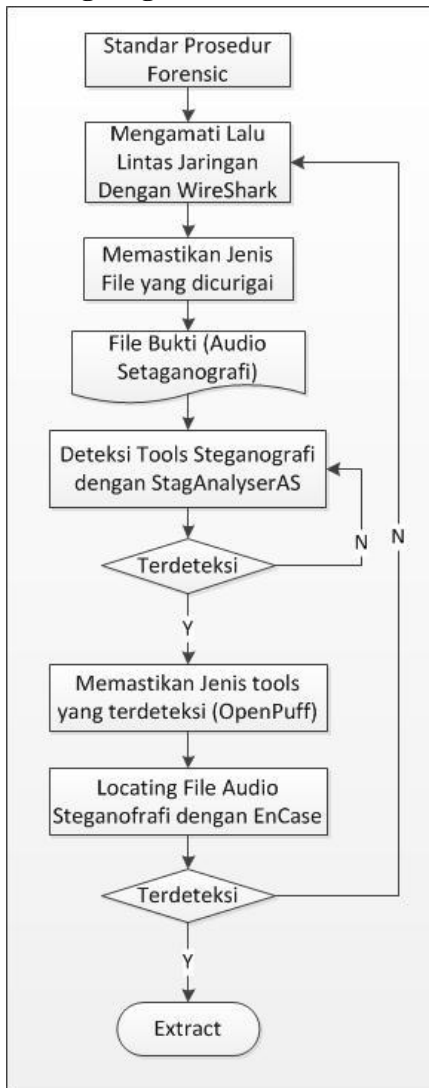 Standar Prosedur
Forensic
Mengamati Lalu
Lintas Jaringan
Dengan WireShark
Memastikan Jenis
File yang dicurigai
File Bukti (Audio
Setaganografi)
Deteksi Tools Steganografi
dengan StagAnalyserAS
N
N
Terdeteksi
Y
Memastikan Jenis tools
yang terdeteksi (OpenPuff)
Locating File Audio
Steganofrafi dengan EnCase
Terdeteksi
Y
Extract